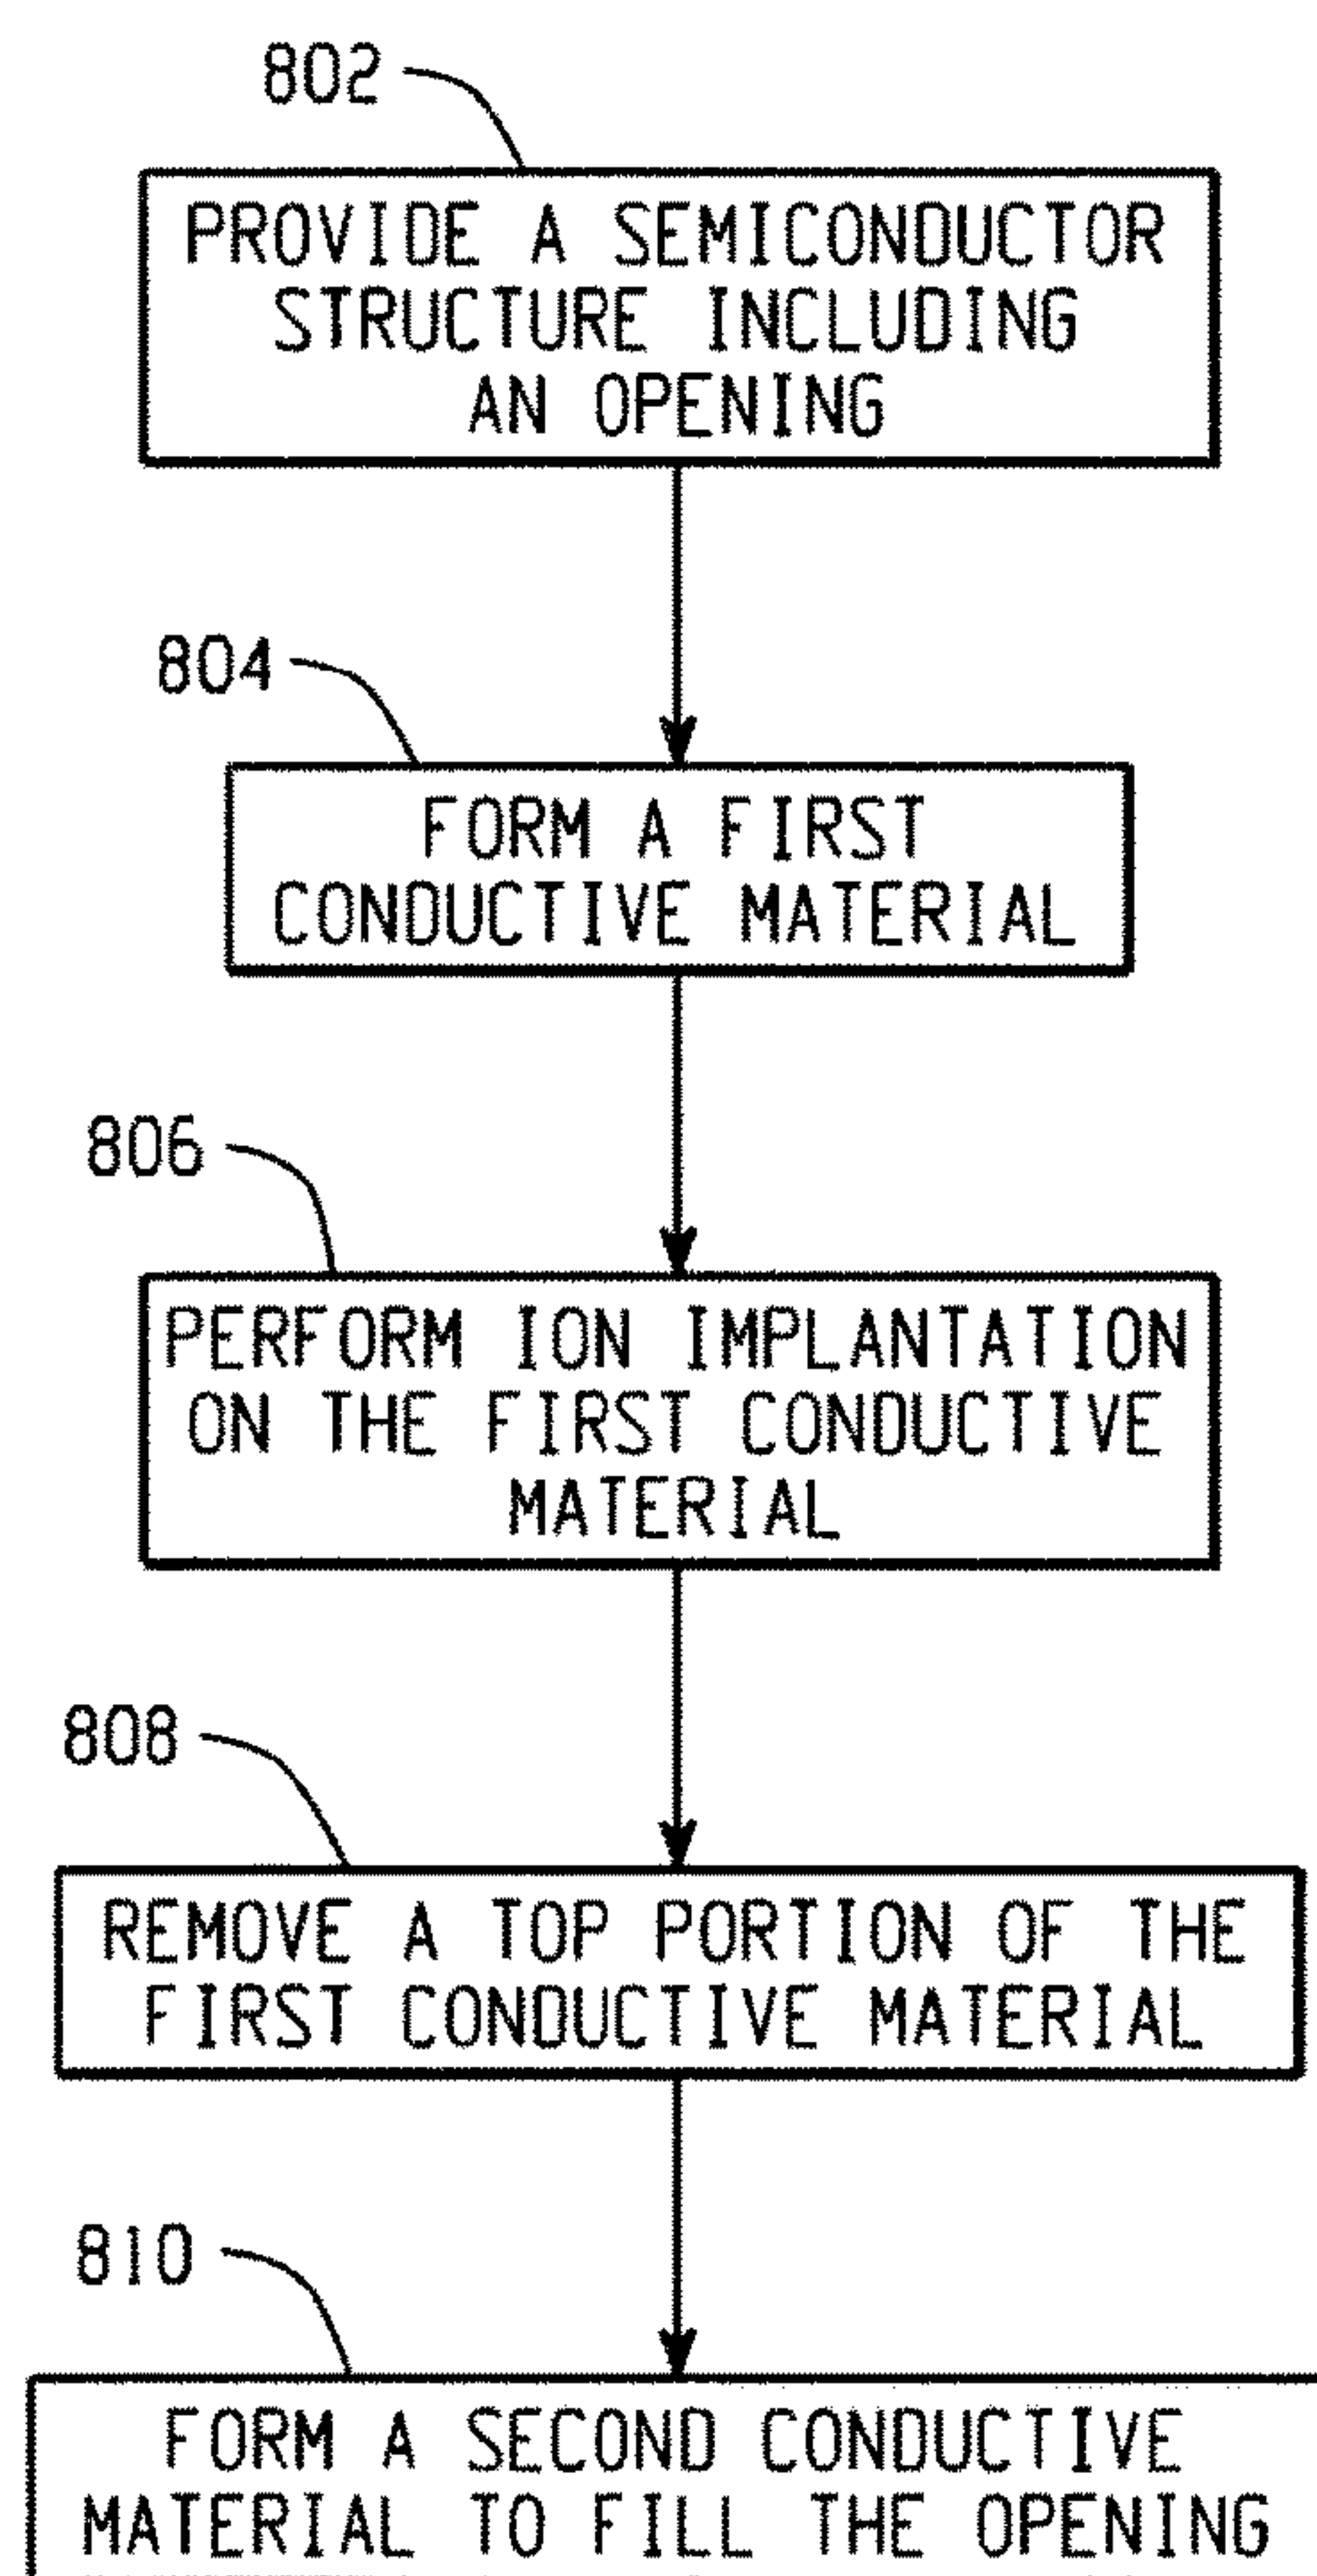 802
PROVIDE A SEMICONDUCTOR
STRUCTURE INCLUDING
AN OPENING
804
FORM A FIRST
CONDUCTIVE MATERIAL
806
PERFORM ION IMPLANTATION
ON THE FIRST CONDUCTIVE
MATERIAL
808
REMOVE A TOP PORTION OF THE
FIRST CONDUCTIVE MATERIAL
810
FORM A SECOND CONDUCTIVE
MATERIAL TO FILL THE OPENING